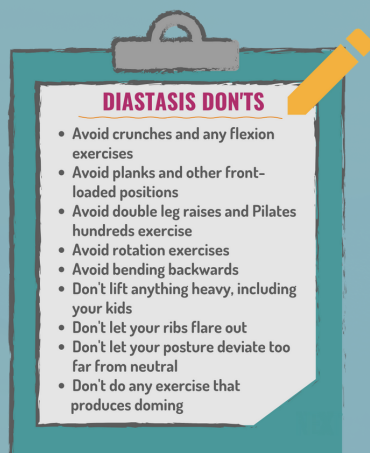 DIASTASIS DON'TS
• Avoid crunches and any flexion
exercises
• Avoid planks and other front-
loaded positions
• Avoid double leg raises and Pilates
hundreds exercise
• Avoid rotation exercises
• Avoid bending backwards
• Don't lift anything heavy, including
your kids
• Don't let your ribs flare out
• Don't let your posture deviate too
far from neutral
• Don't do any exercise that
produces doming